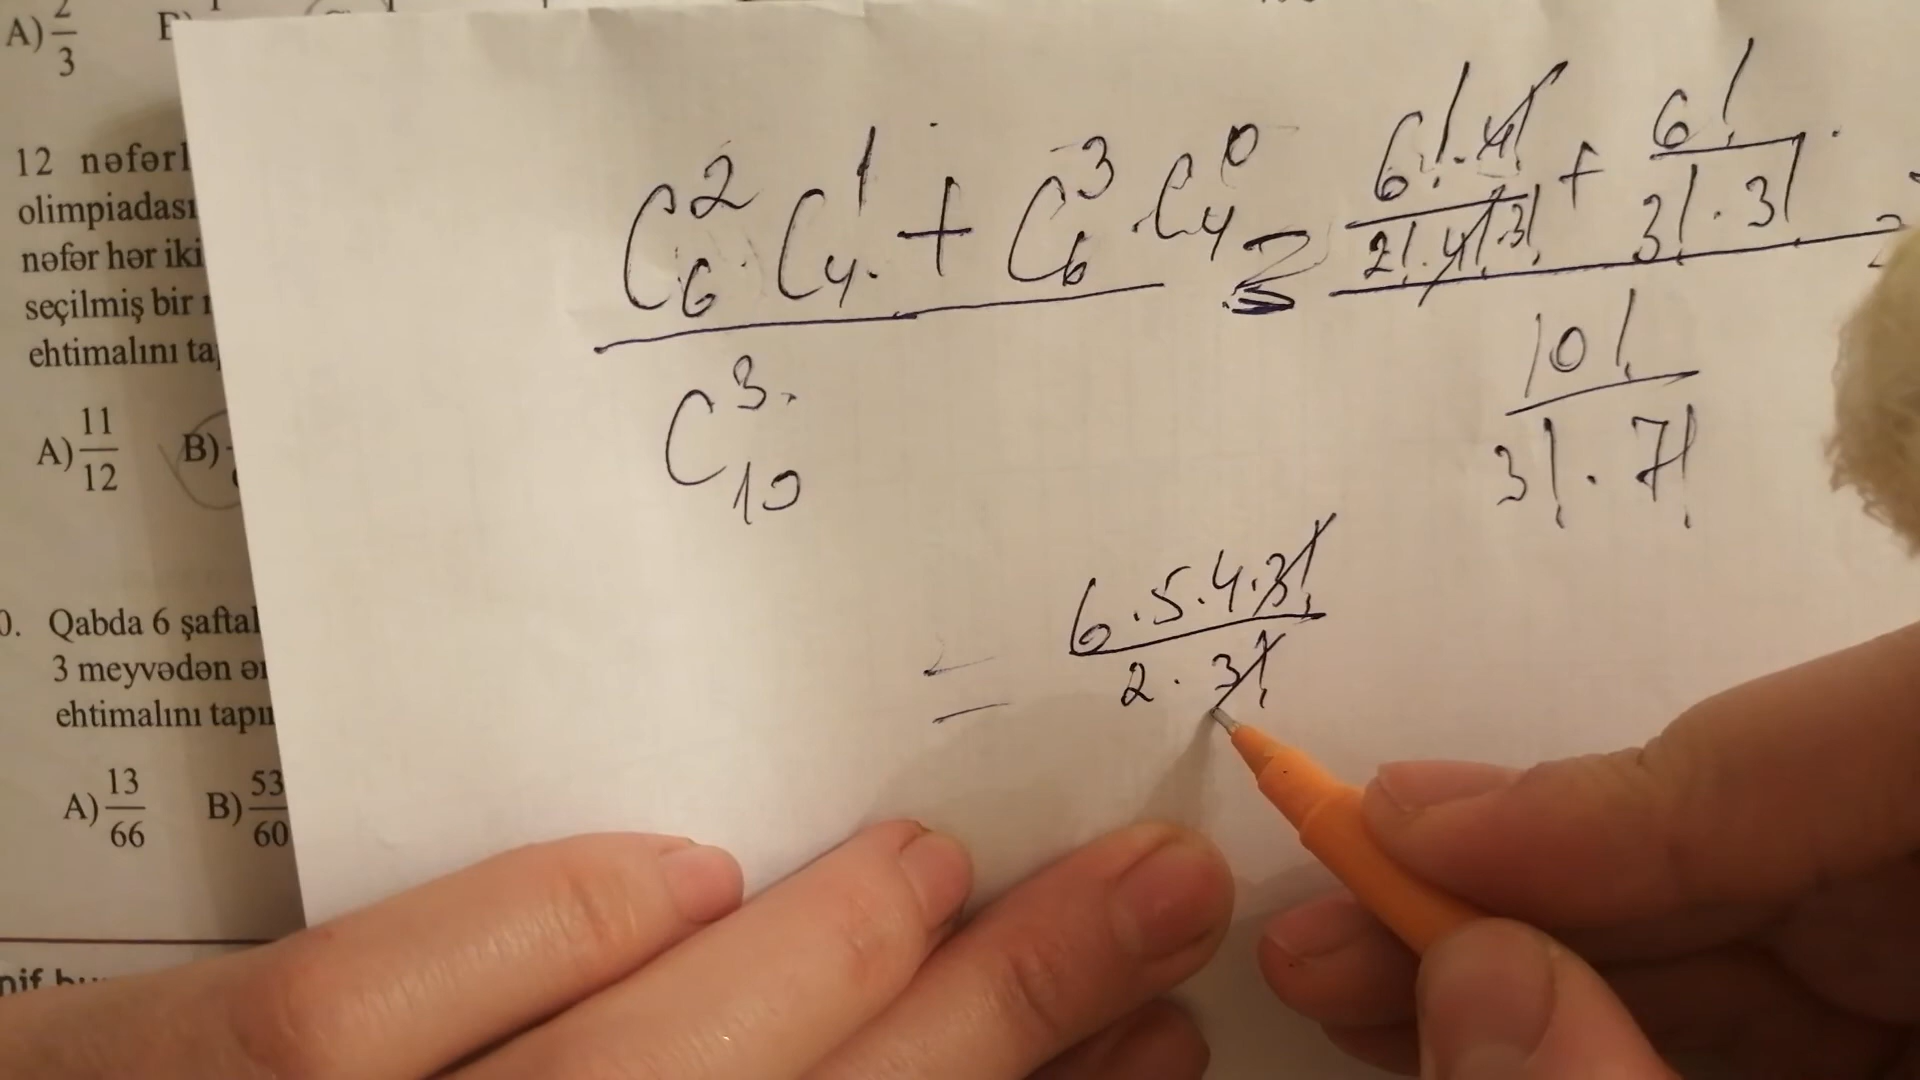 A) 2/3
12 nəfərl
olimpiadası
nəfər hər iki
seçilmiş bir
ehtimalını ta
A) 11/12 B)
0. Qabda 6 şaftal
3 meyvədən ə
ehtimalını tapı
A) 13/66 B) 53/60
C₆² · C₄¹ + C₆³ · C₄⁰ / C₁₀³ = (6! · 4! / 2! · 4! · 3! + 6! / 3! · 3!) / (10! / 3! · 7!) =
= 6 · 5 · 4 · 3! / 2 · 3!